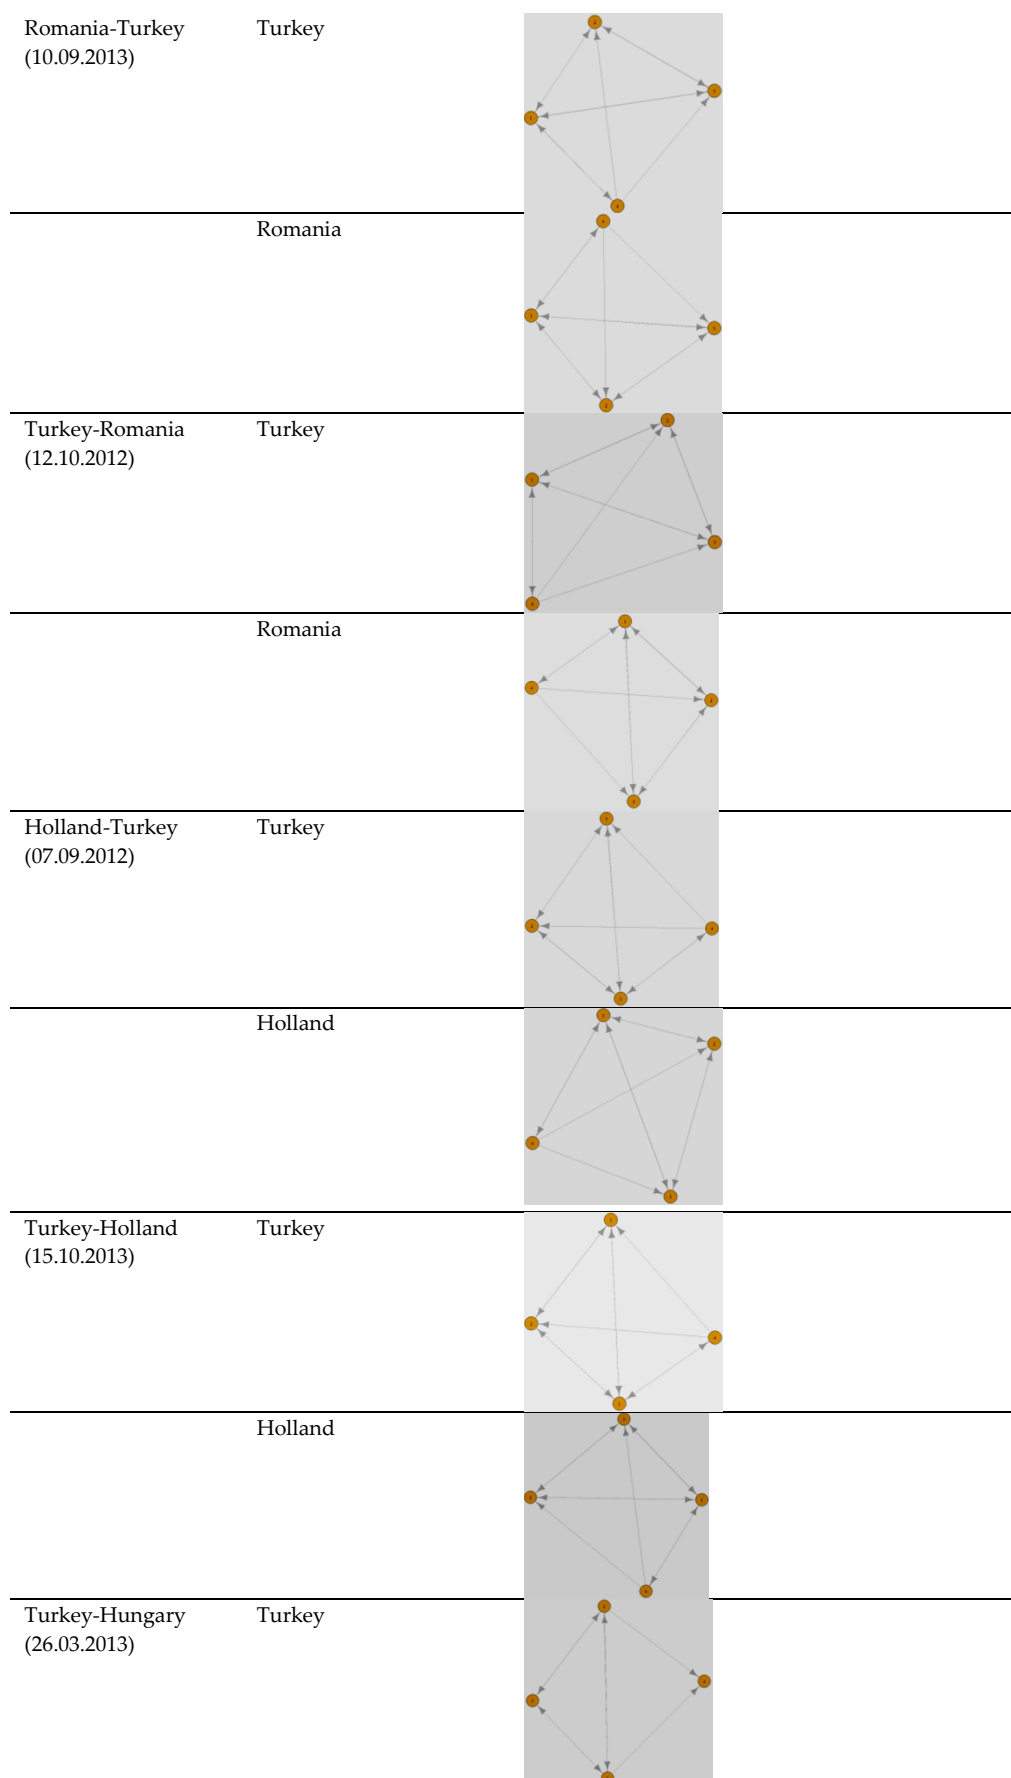 Romania-Turkey Turkey
(10.09.2013)
Romania
Turkey-Romania Turkey
(12.10.2012)
Romania
Holland-Turkey Turkey
(07.09.2012)
Holland
Turkey-Holland Turkey
(15.10.2013)
Holland
Turkey-Hungary Turkey
(26.03.2013)